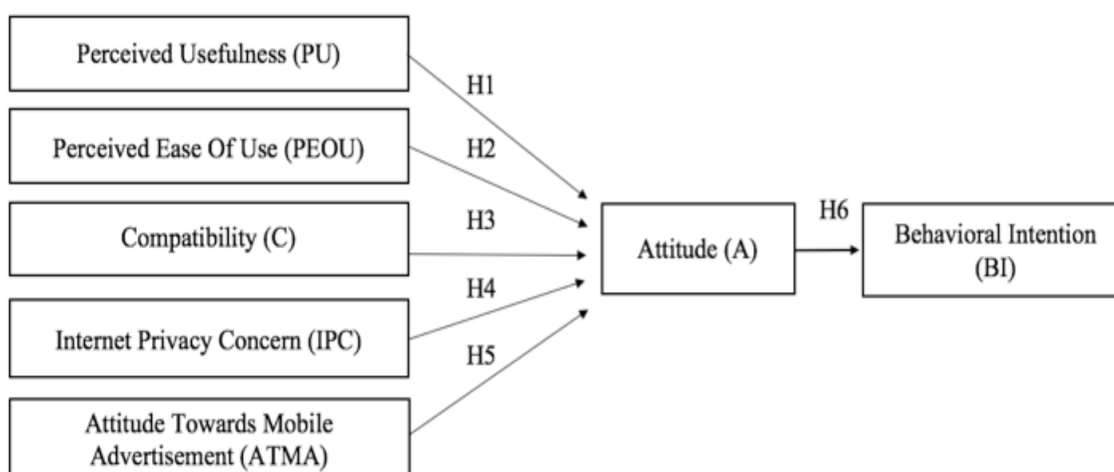 Perceived Usefulness (PU)
H1
Perceived Ease Of Use (PEOU)
H2
Compatibility (C)
H3
Internet Privacy Concern (IPC)
H4
Attitude Towards Mobile
Advertisement (ATMA)
H5
Attitude (A)
H6
Behavioral Intention
(BI)